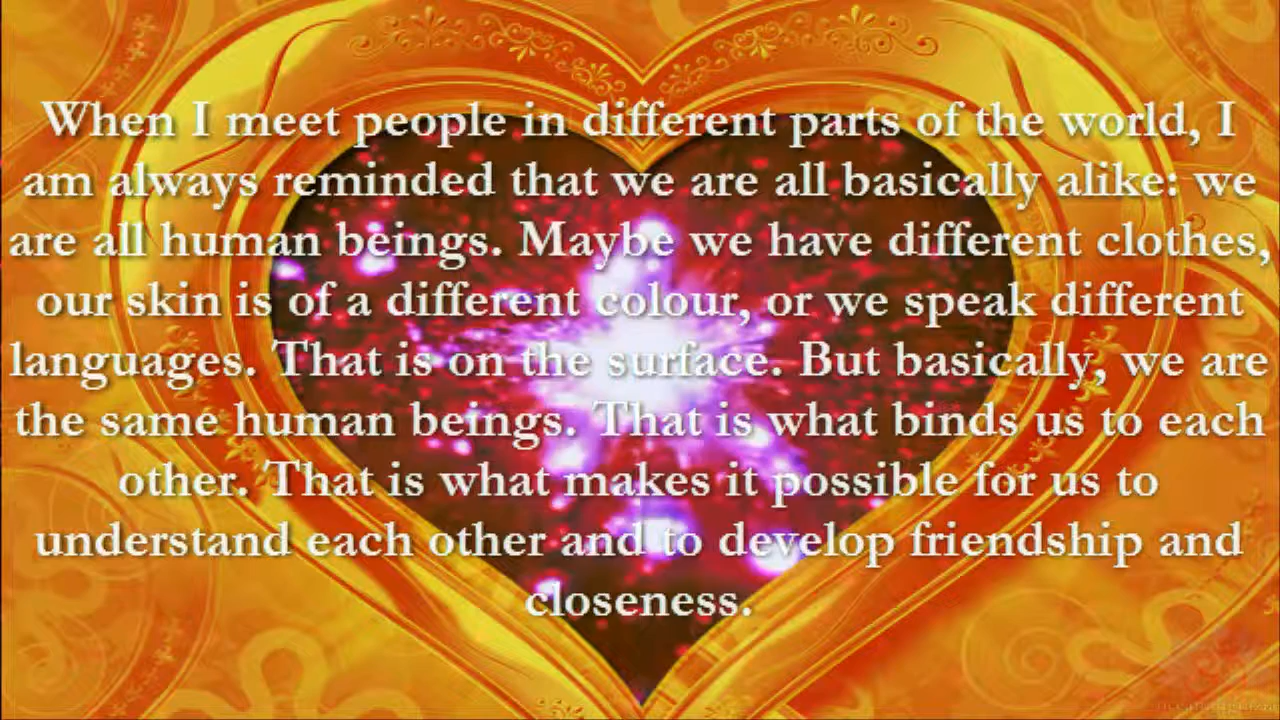 When I meet people in different parts of the world, I
am always reminded that we are all basically alike: we
are all human beings. Maybe we have different clothes,
our skin is of a different colour, or we speak different
languages. That is on the surface. But basically, we are
the same human beings. That is what binds us to each
other. That is what makes it possible for us to
understand each other and to develop friendship and
closeness.